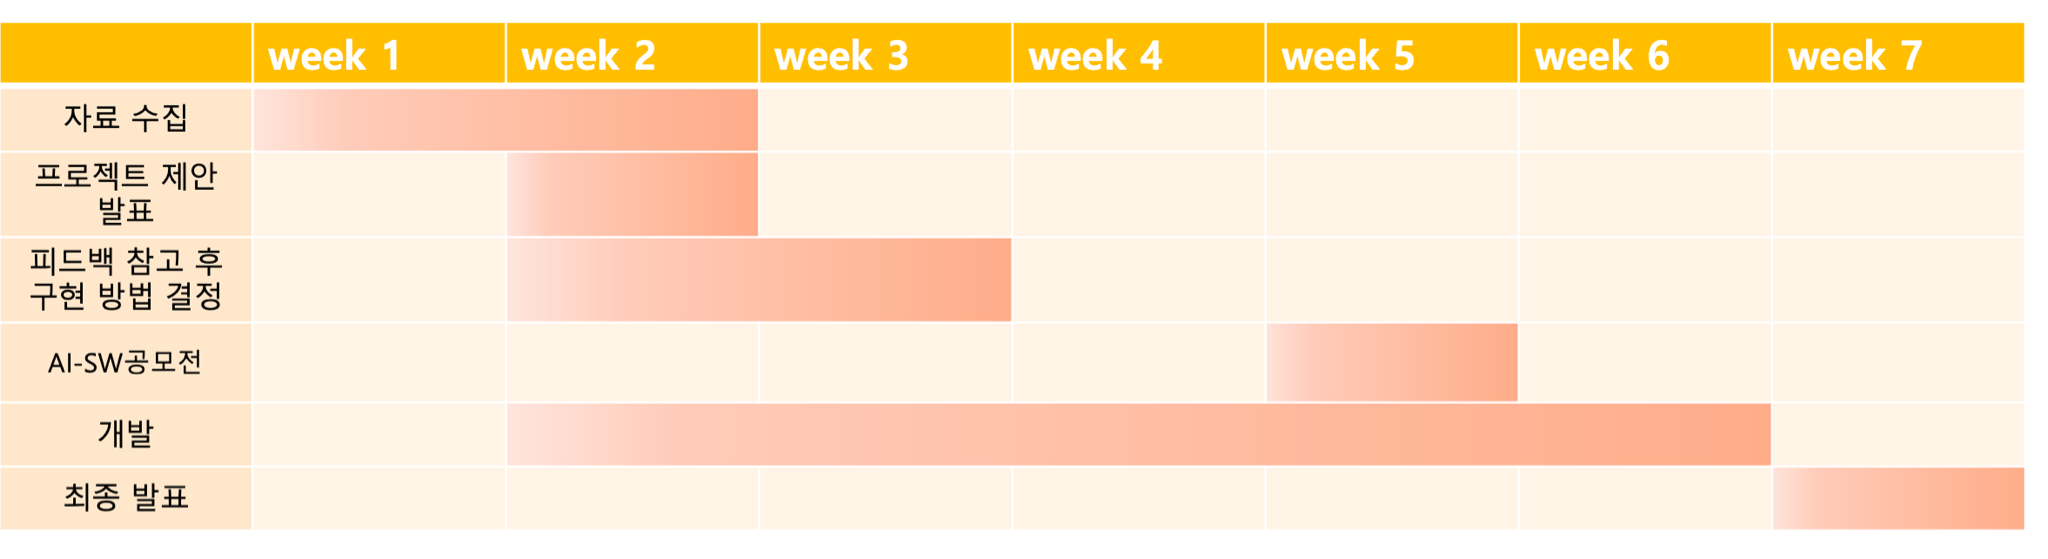 week 1 week 2 week 3 week 4 week 5 week 6 week 7
자료 수집
프로젝트 제안
발표
피드백 참고 후
구현 방법 결정
AI-SW공모전
개발
최종 발표